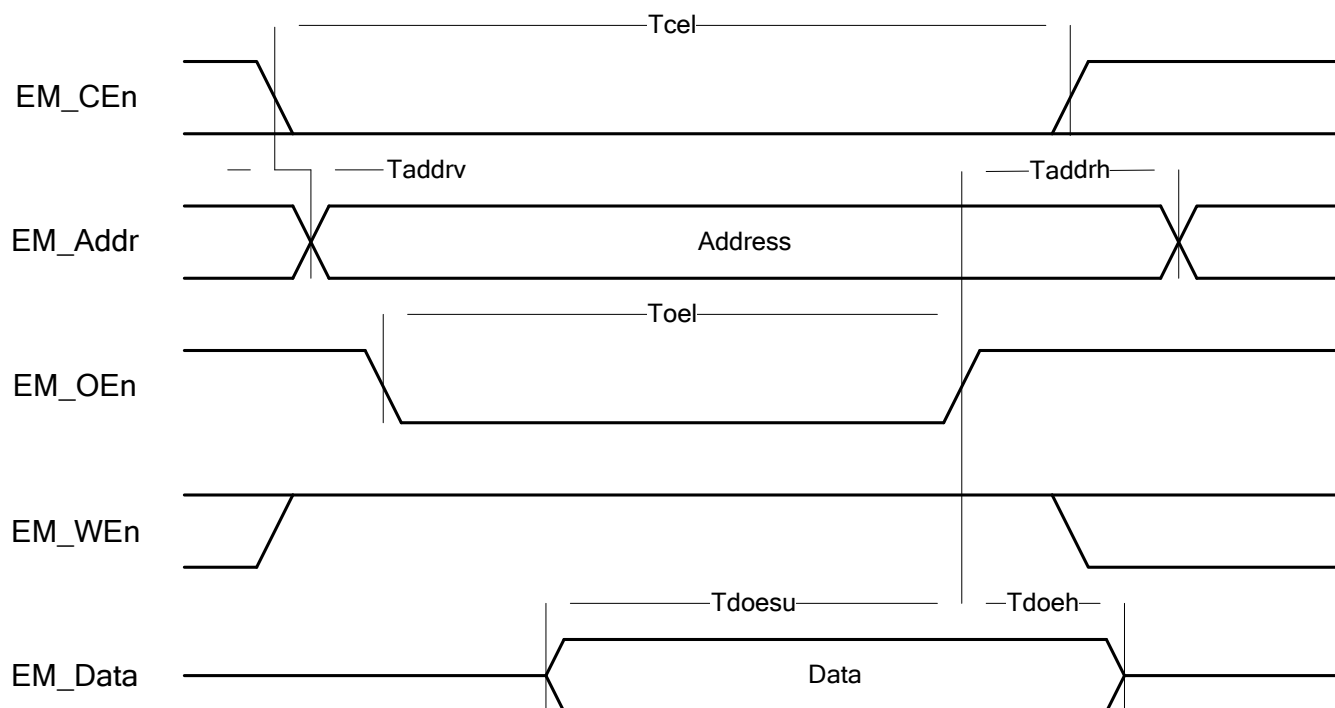 Tcel
EM_CEn
Taddrv
Taddrh
EM_Addr
Address
Toel
EM_OEn
EM_WEn
Tdoesu
Tdoeh
EM_Data
Data